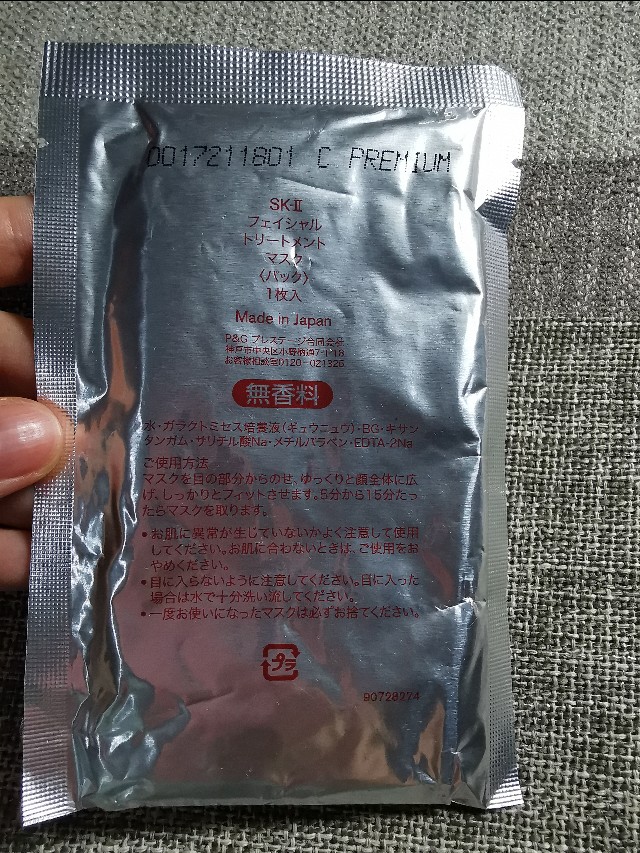 0017211801 C PREMIUM
SK-II
フェイシャル
トリートメント
マスク
(パック)
1枚入
Made in Japan
P&G プレステージ合同会社
神戸市中央区小野柄通7-1-18
お客様相談室0120-021325
無香料
水・ガラクトミセス培養液(ギュウニュウ)・BG・キサン
タンガム・サリチル酸Na・メチルパラベン・EDTA-2Na
ご使用方法
マスクを目の部分からのせ、ゆっくりと顔全体に広
げ、しっかりとフィットさせます。5分から15分たっ
たらマスクを取ります。
• お肌に異常が生じていないかよく注意して使用
してください。お肌に合わないときは、ご使用をお
やめください。
• 目に入らないように注意してください。目に入った
場合は水で十分洗い流してください。
• 一度お使いになったマスクは必ずお捨てください。
プラ
90728274